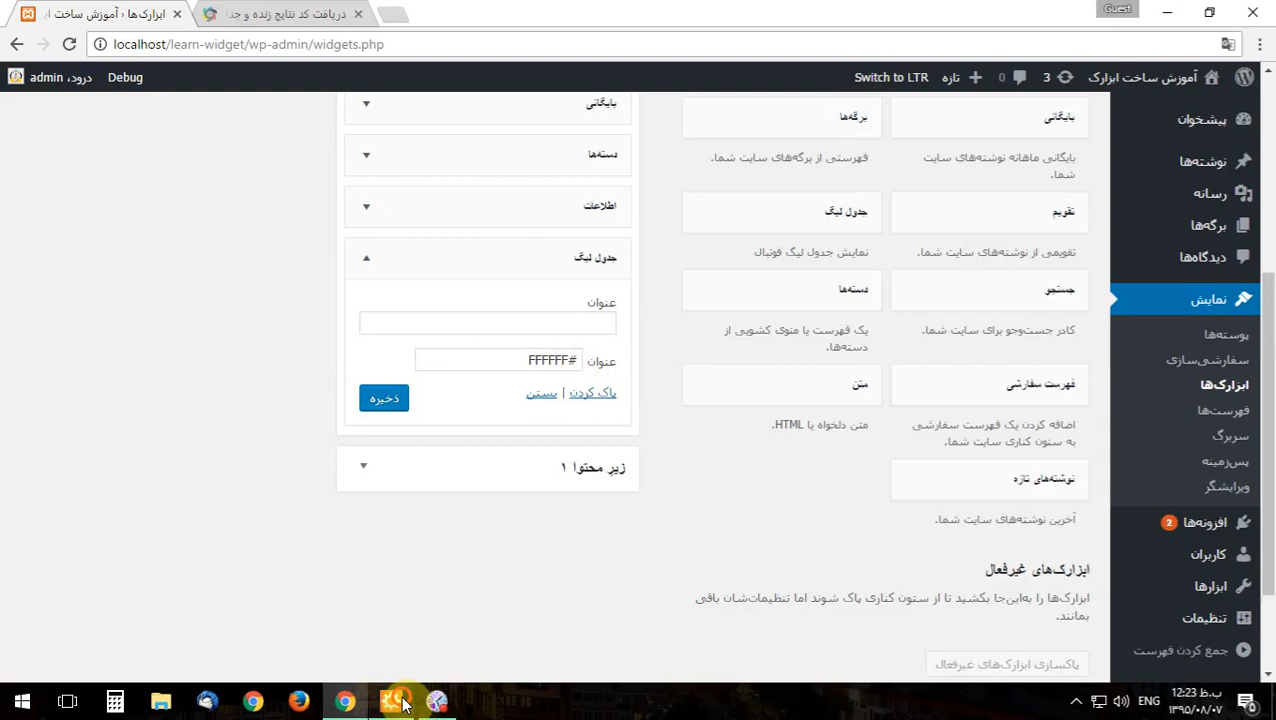 ابزارک‌ها ‹ آموزش ساخت ابزار
دریافت کد نتایج زنده و جدا
Guest
localhost/learn-widget/wp-admin/widgets.php
آموزش ساخت ابزارک
3
0
تازه
Switch to LTR
Debug
درود، admin
پیشخوان
نوشته‌ها
رسانه
برگه‌ها
دیدگاه‌ها
نمایش
پوسته‌ها
سفارشی‌سازی
ابزارک‌ها
فهرست‌ها
سربرگ
پس‌زمینه
ویرایشگر
افزونه‌ها 2
کاربران
ابزارها
تنظیمات
جمع کردن فهرست
بایگانی
بایگانی ماهانه نوشته‌های سایت
شما.
برگه‌ها
فهرستی از برگه‌های سایت شما.
تقویم
تقویمی از نوشته‌های سایت شما.
جدول لیگ
نمایش جدول لیگ فوتبال
جستجو
کادر جست‌وجو برای سایت شما.
دسته‌ها
یک فهرست یا منوی کشویی از
دسته‌ها.
فهرست سفارشی
اضافه کردن یک فهرست سفارشی
به ستون کناری سایت شما.
متن
متن دلخواه یا HTML.
نوشته‌های تازه
آخرین نوشته‌های سایت شما.
ابزارک‌های غیرفعال
ابزارک‌ها را به‌این‌جا بکشید تا از ستون کناری پاک شوند اما تنظیمات‌شان باقی
بمانند.
پاکسازی ابزارک‌های غیرفعال
بایگانی
دسته‌ها
اطلاعات
جدول لیگ
عنوان
عنوان
#FFFFFF
پاک کردن | بستن
ذخیره
زیر محتوا ۱
ENG
ب.ظ 12:23
۱۳۹۵/۰۸/۰۷